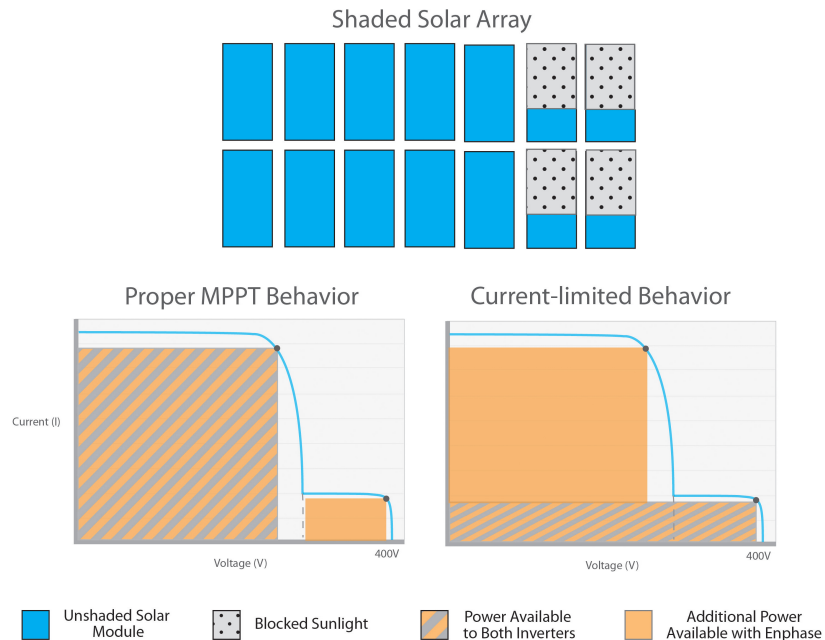 Shaded Solar Array
Proper MPPT Behavior
Current-limited Behavior
Current (I)
Voltage (V)
400V
Voltage (V)
400V
Unshaded Solar
Module
Blocked Sunlight
Power Available
to Both Inverters
Additional Power
Available with Enphase